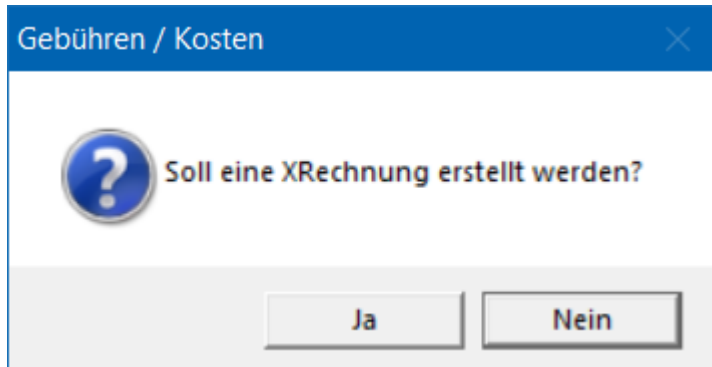 Gebühren / Kosten
Soll eine XRechnung erstellt werden?
Ja
Nein